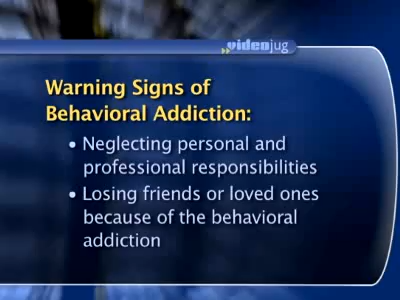 videojug
Warning Signs of
Behavioral Addiction:
• Neglecting personal and
professional responsibilities
• Losing friends or loved ones
because of the behavioral
addiction